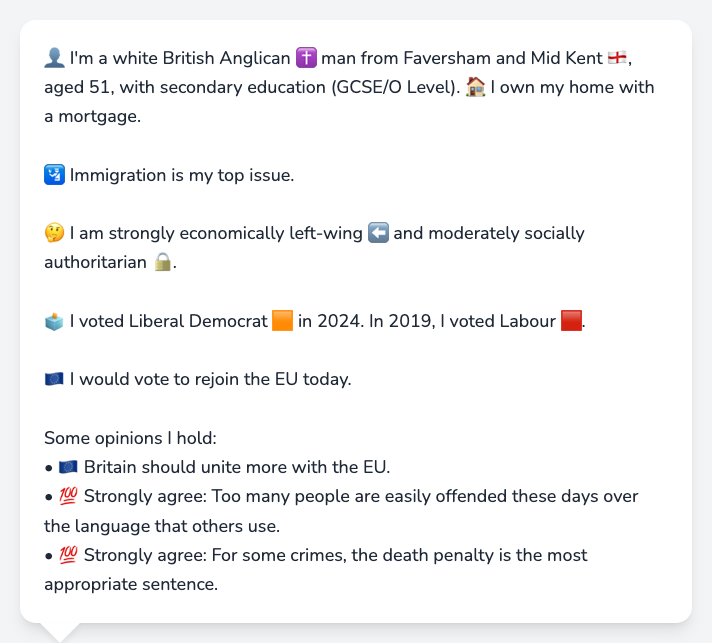 👤 I'm a white British Anglican ✝️ man from Faversham and Mid Kent 🏴󠁧󠁢󠁥󠁮󠁧󠁿,
aged 51, with secondary education (GCSE/O Level). 🏠 I own my home with
a mortgage.
🛂 Immigration is my top issue.
🤔 I am strongly economically left-wing ⬅️ and moderately socially
authoritarian 🔒.
🗳️ I voted Liberal Democrat 🟧 in 2024. In 2019, I voted Labour 🟥.
🇪🇺 I would vote to rejoin the EU today.
Some opinions I hold:
• 🇪🇺 Britain should unite more with the EU.
• 💯 Strongly agree: Too many people are easily offended these days over
the language that others use.
• 💯 Strongly agree: For some crimes, the death penalty is the most
appropriate sentence.